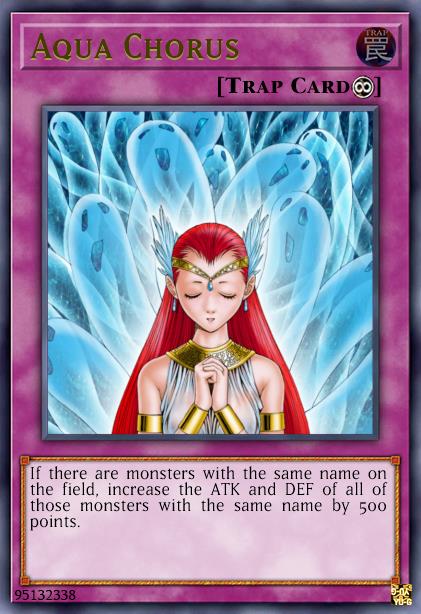 Aqua Chorus
TRAP
罠
[Trap Card]
If there are monsters with the same name on
the field, increase the ATK and DEF of all of
those monsters with the same name by 500
points.
95132338